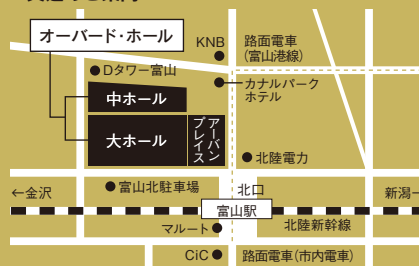 オーバード・ホール
KNB
路面電車
(富山港線)
Dタワー富山
カナルパーク
ホテル
中ホール
大ホール
アーバン
プレイス
北陸電力
←金沢
富山北駐車場
北口
新潟→
富山駅
北陸新幹線
マルート
CiC
路面電車(市内電車)